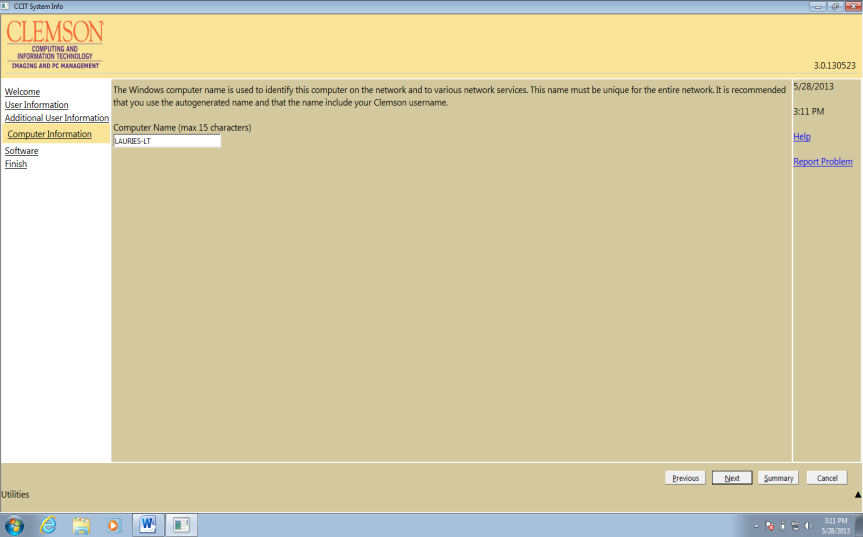 CCIT System Info
CLEMSON
COMPUTING AND
INFORMATION TECHNOLOGY
IMAGING AND PC MANAGEMENT
3.0.130523
Welcome
User Information
Additional User Information
Computer Information
Software
Finish
The Windows computer name is used to identify this computer on the network and to various network services. This name must be unique for the entire network. It is recommended
that you use the autogenerated name and that the name include your Clemson username.
Computer Name (max 15 characters)
LAURIES-LT
5/28/2013
3:11 PM
Help
Report Problem
Previous
Next
Summary
Cancel
Utilities
W
3:11 PM
5/28/2013